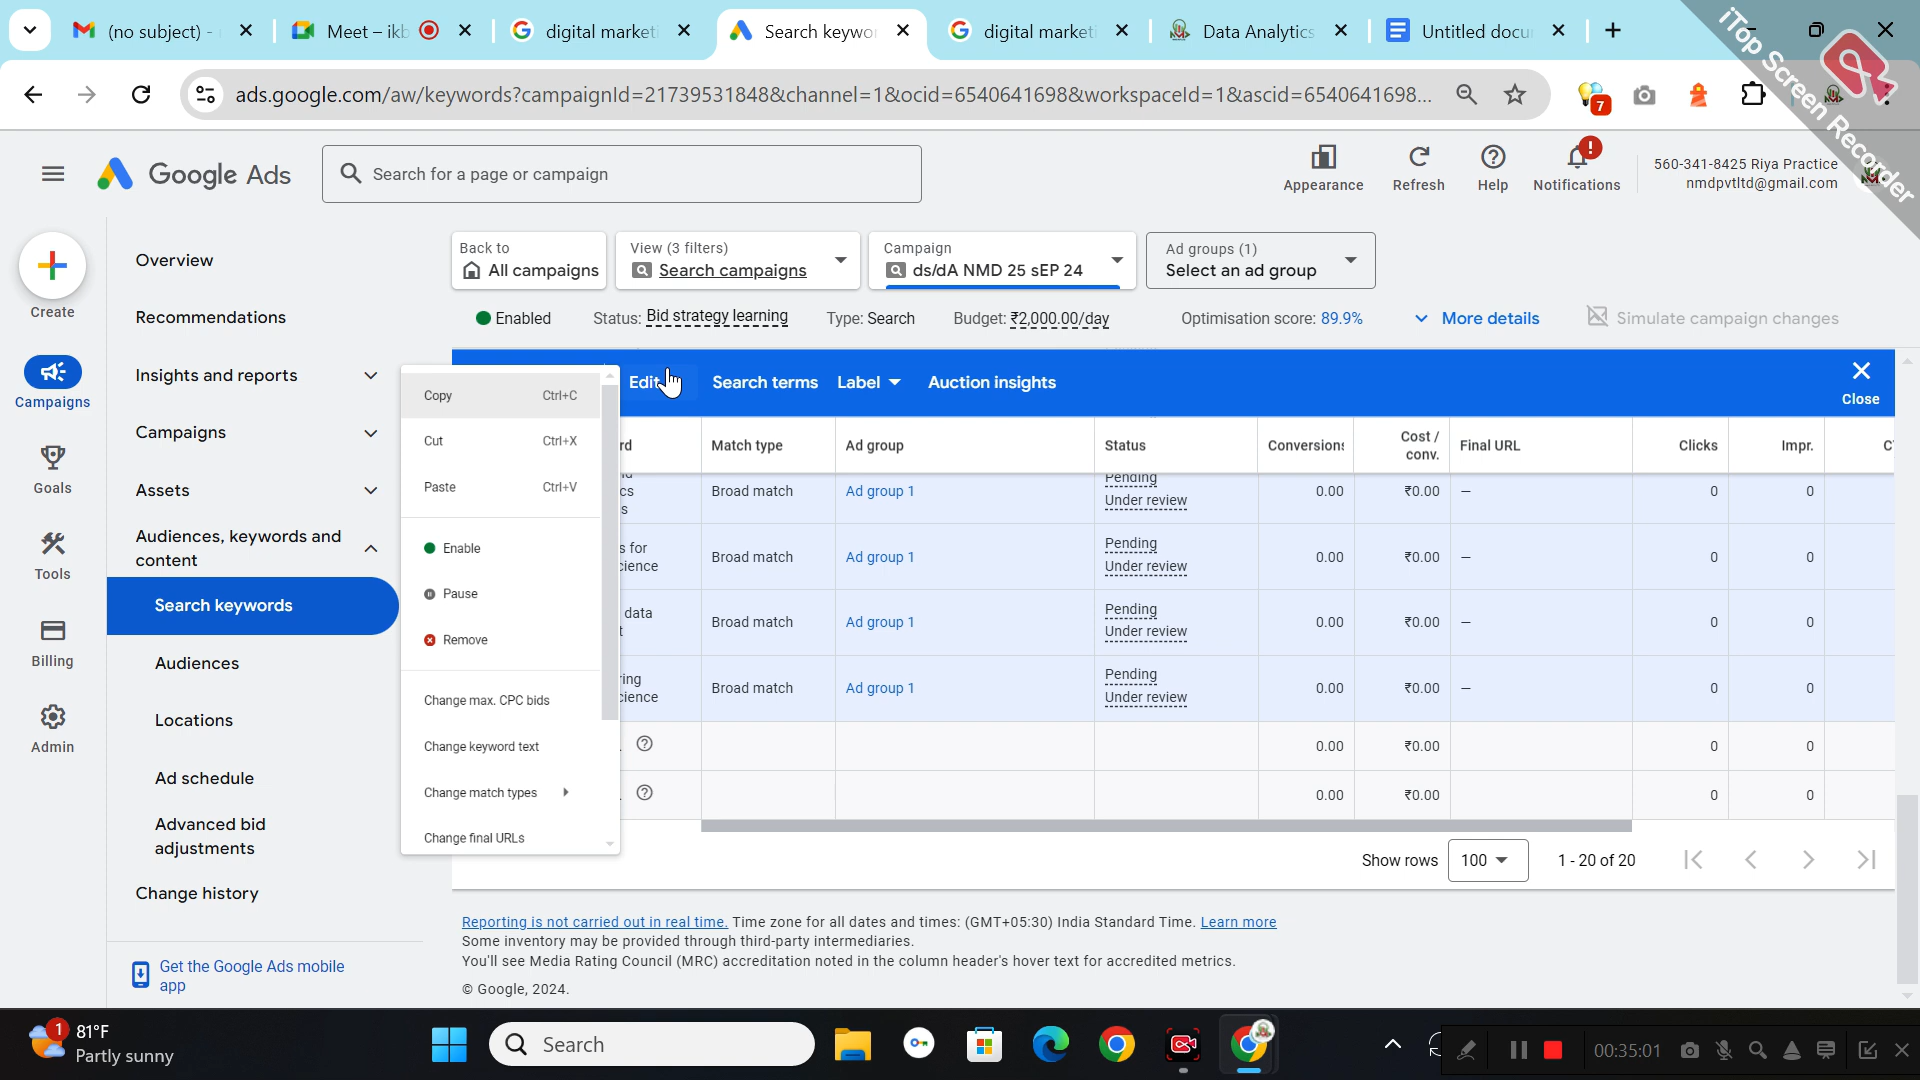 (no subject) -
Meet – ikb
digital market
Search keywor
digital market
Data Analytics
Untitled docu
ads.google.com/aw/keywords?campaignId=21739531848&channel=1&ocid=6540641698&workspaceId=1&ascid=6540641698...
7
iTop Screen Recorder
Google Ads
Search for a page or campaign
Appearance
Refresh
Help
Notifications
560-341-8425 Riya Practice
nmdpvtltd@gmail.com
Create
Campaigns
Goals
Tools
Billing
Admin
Overview
Recommendations
Insights and reports
Campaigns
Assets
Audiences, keywords and
content
Search keywords
Audiences
Locations
Ad schedule
Advanced bid
adjustments
Change history
Get the Google Ads mobile
app
Back to
All campaigns
View (3 filters)
Search campaigns
Campaign
ds/dA NMD 25 sEP 24
Ad groups (1)
Select an ad group
Enabled
Status: Bid strategy learning
Type: Search
Budget: ₹2,000.00/day
Optimisation score: 89.9%
More details
Simulate campaign changes
Edit
Search terms
Label
Auction insights
Close
Copy Ctrl+C
Cut Ctrl+X
Paste Ctrl+V
Enable
Pause
Remove
Change max. CPC bids
Change keyword text
Change match types
Change final URLs
rd
Match type
Ad group
Status
Conversions
Cost /
conv.
Final URL
Clicks
Impr.
C
cs
s
Broad match
Ad group 1
Pending
Under review
0.00
₹0.00
—
0
0
s for
cience
Broad match
Ad group 1
Pending
Under review
0.00
₹0.00
—
0
0
data
t
Broad match
Ad group 1
Pending
Under review
0.00
₹0.00
—
0
0
ring
cience
Broad match
Ad group 1
Pending
Under review
0.00
₹0.00
—
0
0
0.00
₹0.00
0
0
0.00
₹0.00
0
0
Show rows
100
1 - 20 of 20
Reporting is not carried out in real time. Time zone for all dates and times: (GMT+05:30) India Standard Time. Learn more
Some inventory may be provided through third-party intermediaries.
You'll see Media Rating Council (MRC) accreditation noted in the column header's hover text for accredited metrics.
© Google, 2024.
1
81°F
Partly sunny
Search
00:35:01